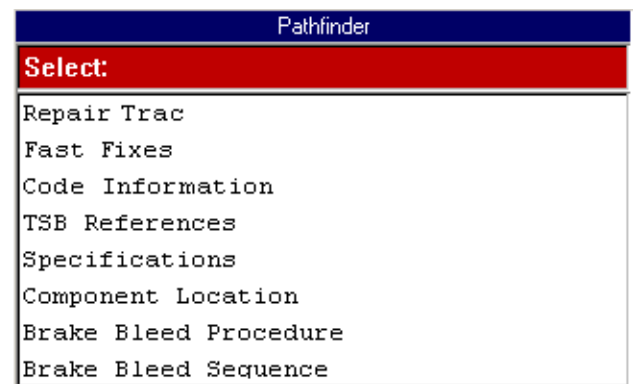 Pathfinder
Select:
Repair Trac
Fast Fixes
Code Information
TSB References
Specifications
Component Location
Brake Bleed Procedure
Brake Bleed Sequence